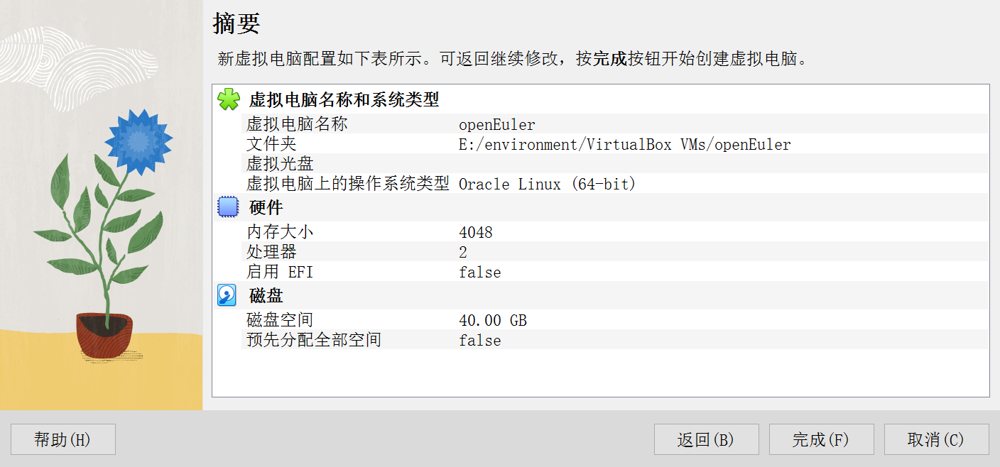 摘要
新虚拟电脑配置如下表所示。可返回继续修改，按完成按钮开始创建虚拟电脑。
虚拟电脑名称和系统类型
虚拟电脑名称 openEuler
文件夹 E:/environment/VirtualBox VMs/openEuler
虚拟光盘
虚拟电脑上的操作系统类型 Oracle Linux (64-bit)
硬件
内存大小 4048
处理器 2
启用 EFI false
磁盘
磁盘空间 40.00 GB
预先分配全部空间 false
帮助(H) 返回(B) 完成(F) 取消(C)